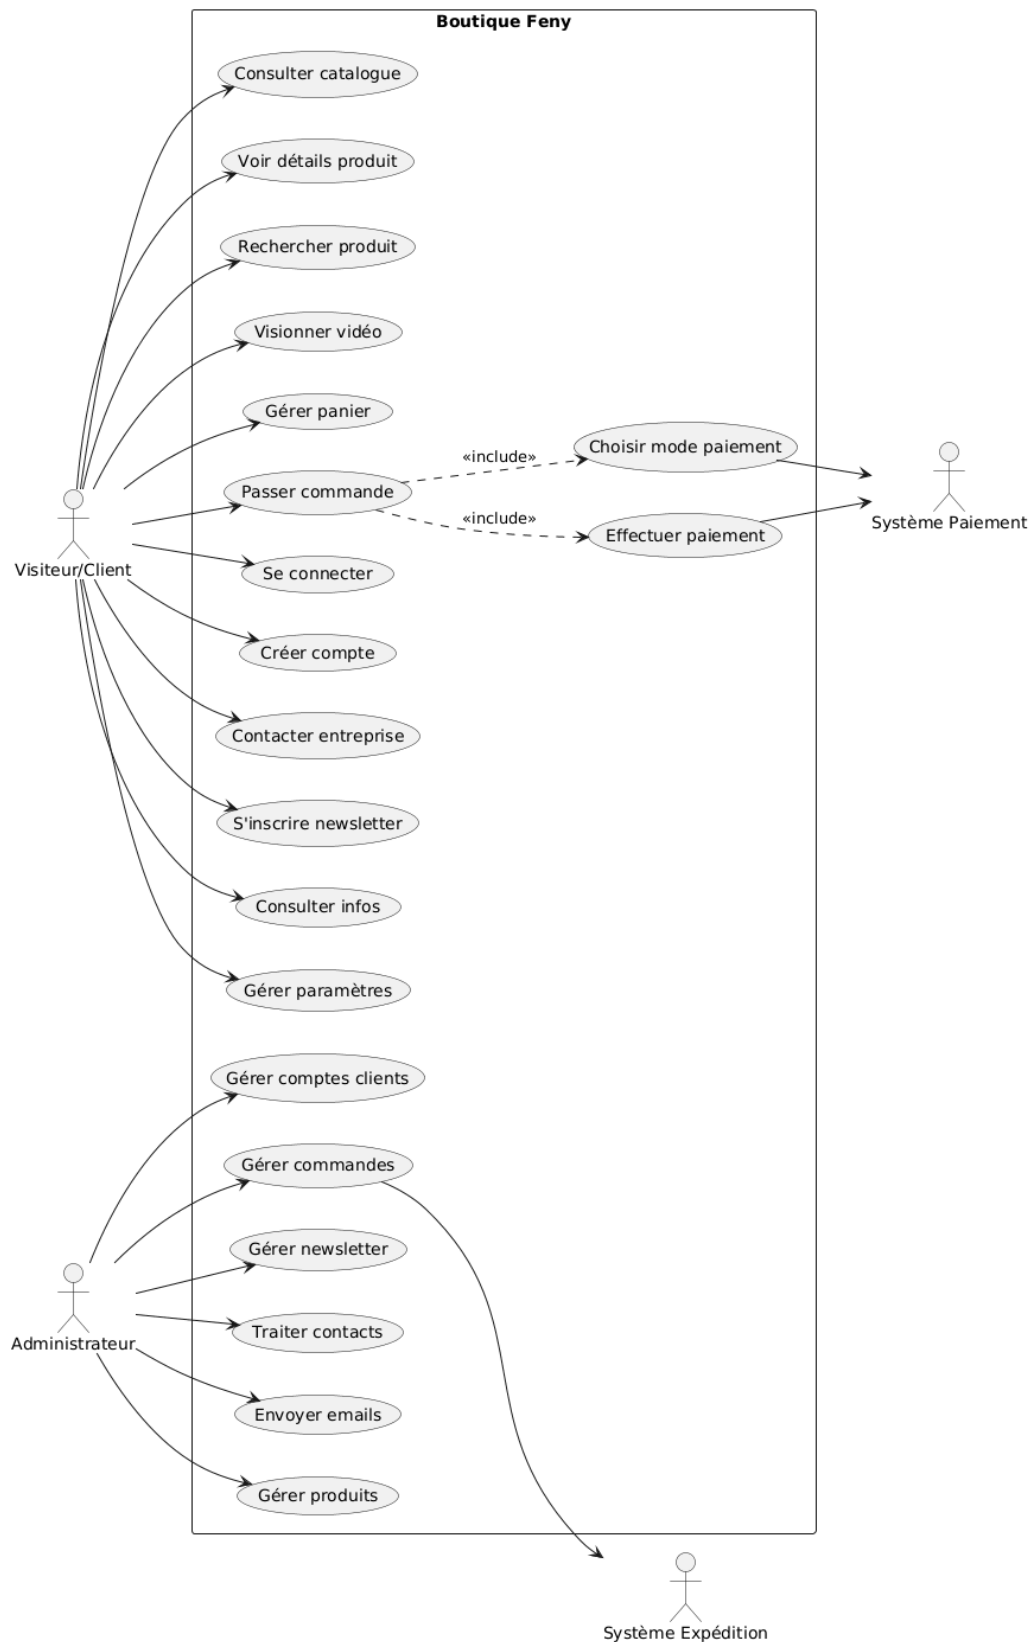 Boutique Feny
Consulter catalogue
Voir détails produit
Rechercher produit
Visionner vidéo
Gérer panier
Choisir mode paiement
«include»
Passer commande
«include»
Effectuer paiement
Système Paiement
Visiteur/Client
Se connecter
Créer compte
Contacter entreprise
S'inscrire newsletter
Consulter infos
Gérer paramètres
Gérer comptes clients
Gérer commandes
Gérer newsletter
Traiter contacts
Administrateur
Envoyer emails
Gérer produits
Système Expédition